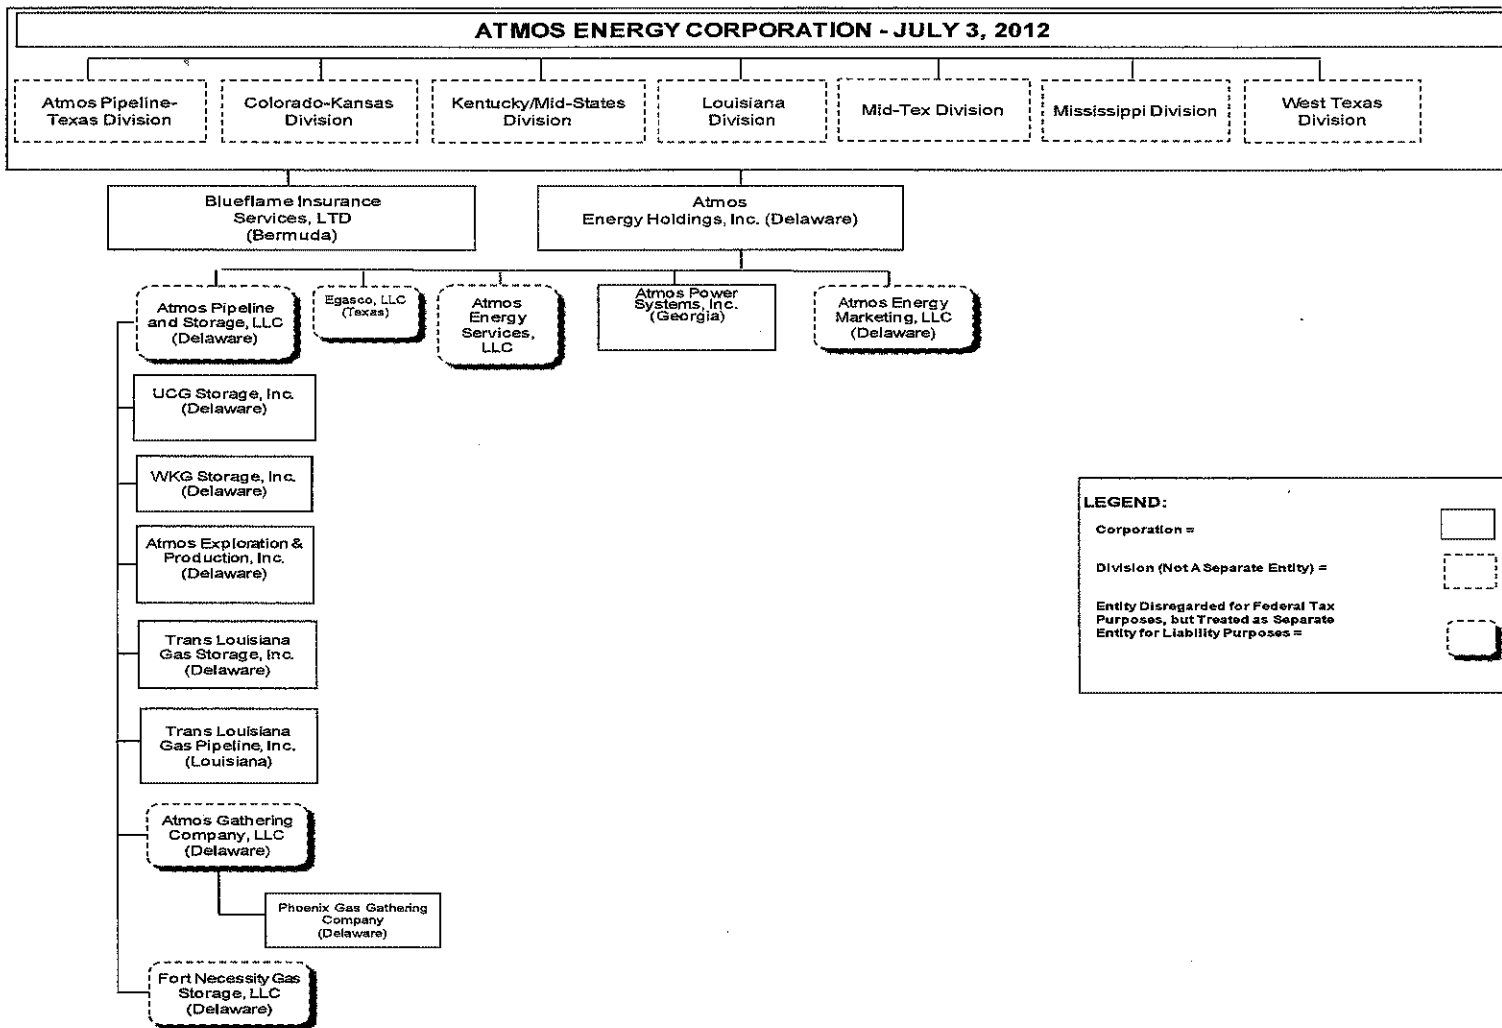 ATMOS ENERGY CORPORATION - JULY 3, 2012
Atmos Pipeline-
Texas Division
Colorado-Kansas
Division
Kentucky/Mid-States
Division
Louisiana
Division
Mid-Tex Division
Mississippi Division
West Texas
Division
Blueflame Insurance
Services, LTD
(Bermuda)
Atmos
Energy Holdings, Inc. (Delaware)
Atmos Pipeline
and Storage, LLC
(Delaware)
Egasco, LLC
(Texas)
Atmos
Energy
Services,
LLC
Atmos Power
Systems, Inc.
(Georgia)
Atmos Energy
Marketing, LLC
(Delaware)
UCG Storage, Inc.
(Delaware)
WKG Storage, Inc.
(Delaware)
Atmos Exploration &
Production, Inc.
(Delaware)
Trans Louisiana
Gas Storage, Inc.
(Delaware)
Trans Louisiana
Gas Pipeline, Inc.
(Louisiana)
Atmos Gathering
Company, LLC
(Delaware)
Phoenix Gas Gathering
Company
(Delaware)
Fort Necessity Gas
Storage, LLC
(Delaware)
LEGEND:
Corporation =
Division (Not A Separate Entity) =
Entity Disregarded for Federal Tax
Purposes, but Treated as Separate
Entity for Liability Purposes =